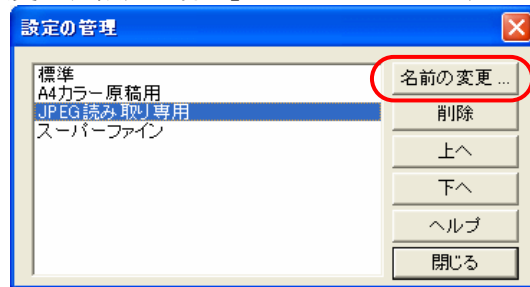 設定の管理
標準
A4カラー原稿用
JPEG読み取り専用
スーパーファイン
名前の変更...
削除
上へ
下へ
ヘルプ
閉じる